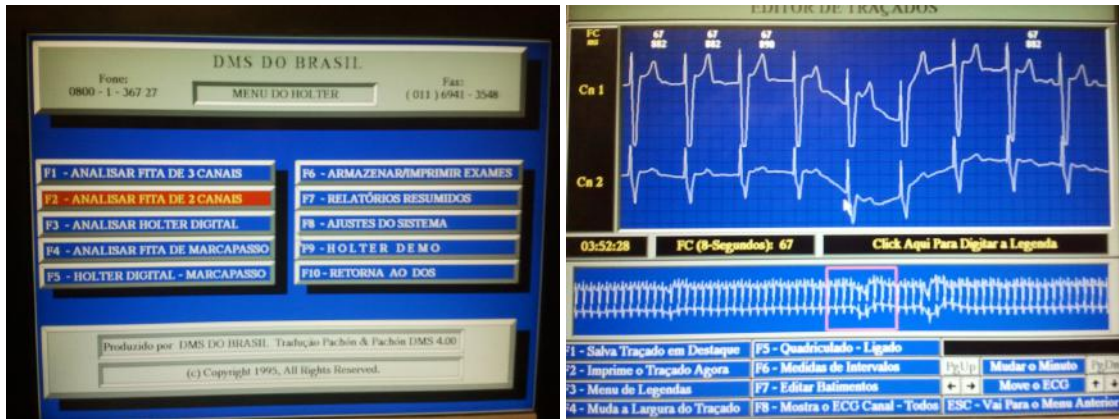 DMS DO BRASIL
Fone:
0800 - 1 - 367 27
MENU DO HOLTER
Fax:
( 011 ) 6941 - 3548
F1 - ANALISAR FITA DE 3 CANAIS
F2 - ANALISAR FITA DE 2 CANAIS
F3 - ANALISAR HOLTER DIGITAL
F4 - ANALISAR FITA DE MARCAPASSO
F5 - HOLTER DIGITAL - MARCAPASSO
F6 - ARMAZENAR/IMPRIMIR EXAMES
F7 - RELATÓRIOS RESUMIDOS
F8 - AJUSTES DO SISTEMA
F9 - HOLTER DEMO
F10 - RETORNA AO DOS
Produzido por DMS DO BRASIL Tradução Pachón & Pachón DMS 4.00
(c) Copyright 1995, All Rights Reserved.
EDITOR DE TRAÇADOS
FC
ms
67 67 67 67
882 882 890 882
Cn 1
Cn 2
03:52:28 FC (8-Segundos): 67 Click Aqui Para Digitar a Legenda
F1 - Salva Traçado em Destaque
F2 - Imprime o Traçado Agora
F3 - Menu de Legendas
F4 - Muda a Largura do Traçado
F5 - Quadriculado - Ligado
F6 - Medidas de Intervalos
F7 - Editar Batimentos
F8 - Mostra o ECG Canal - Todos
PgUp Mudar o Minuto
← → Move o ECG
ESC - Vai Para o Menu Anterior